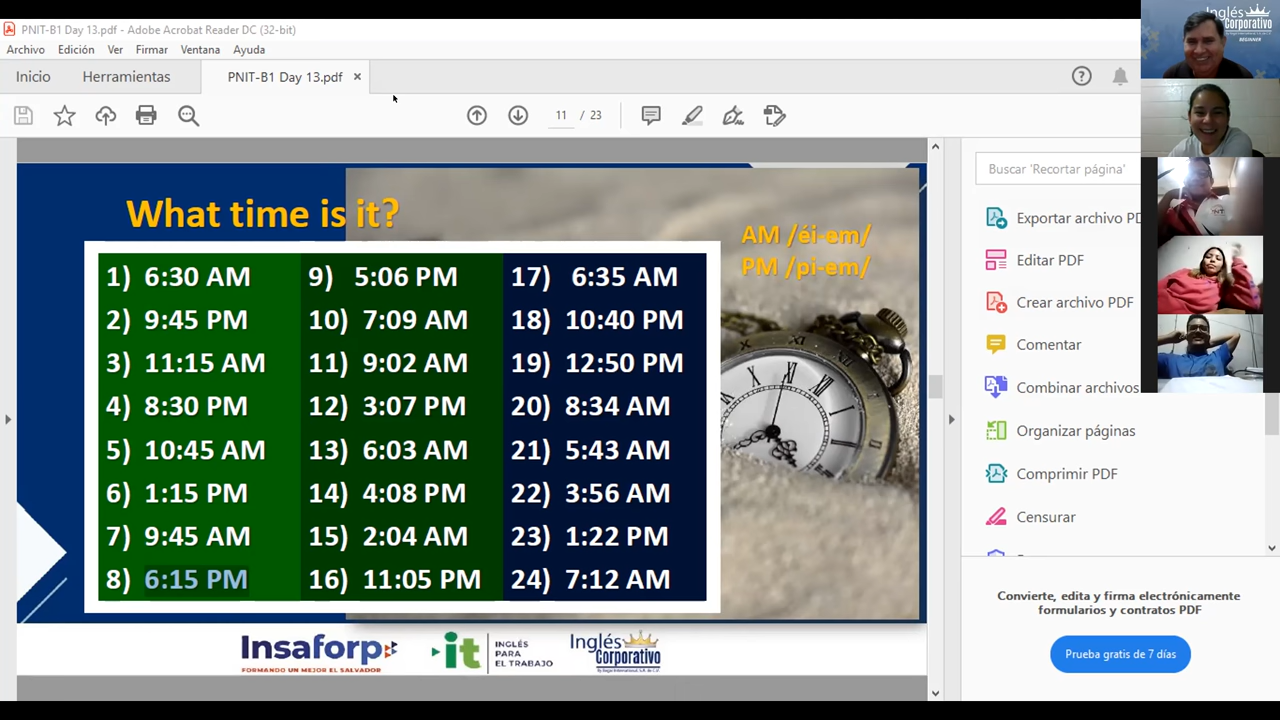 PNIT-B1 Day 13.pdf - Adobe Acrobat Reader DC (32-bit)
Archivo Edición Ver Firmar Ventana Ayuda
Inicio Herramientas PNIT-B1 Day 13.pdf ×
11 / 23
What time is it?
AM /éi-em/
PM /pi-em/
1) 6:30 AM
2) 9:45 PM
3) 11:15 AM
4) 8:30 PM
5) 10:45 AM
6) 1:15 PM
7) 9:45 AM
8) 6:15 PM
9) 5:06 PM
10) 7:09 AM
11) 9:02 AM
12) 3:07 PM
13) 6:03 AM
14) 4:08 PM
15) 2:04 AM
16) 11:05 PM
17) 6:35 AM
18) 10:40 PM
19) 12:50 PM
20) 8:34 AM
21) 5:43 AM
22) 3:56 AM
23) 1:22 PM
24) 7:12 AM
Insaforp
FORMANDO UN MEJOR EL SALVADOR
it
INGLÉS
PARA
EL TRABAJO
Inglés
Corporativo
Buscar 'Recortar página'
Exportar archivo PD
Editar PDF
Crear archivo PDF
Comentar
Combinar archivos
Organizar páginas
Comprimir PDF
Censurar
Convierte, edita y firma electrónicamente
formularios y contratos PDF
Prueba gratis de 7 días
Inglés
Corporativo
BEGINNER